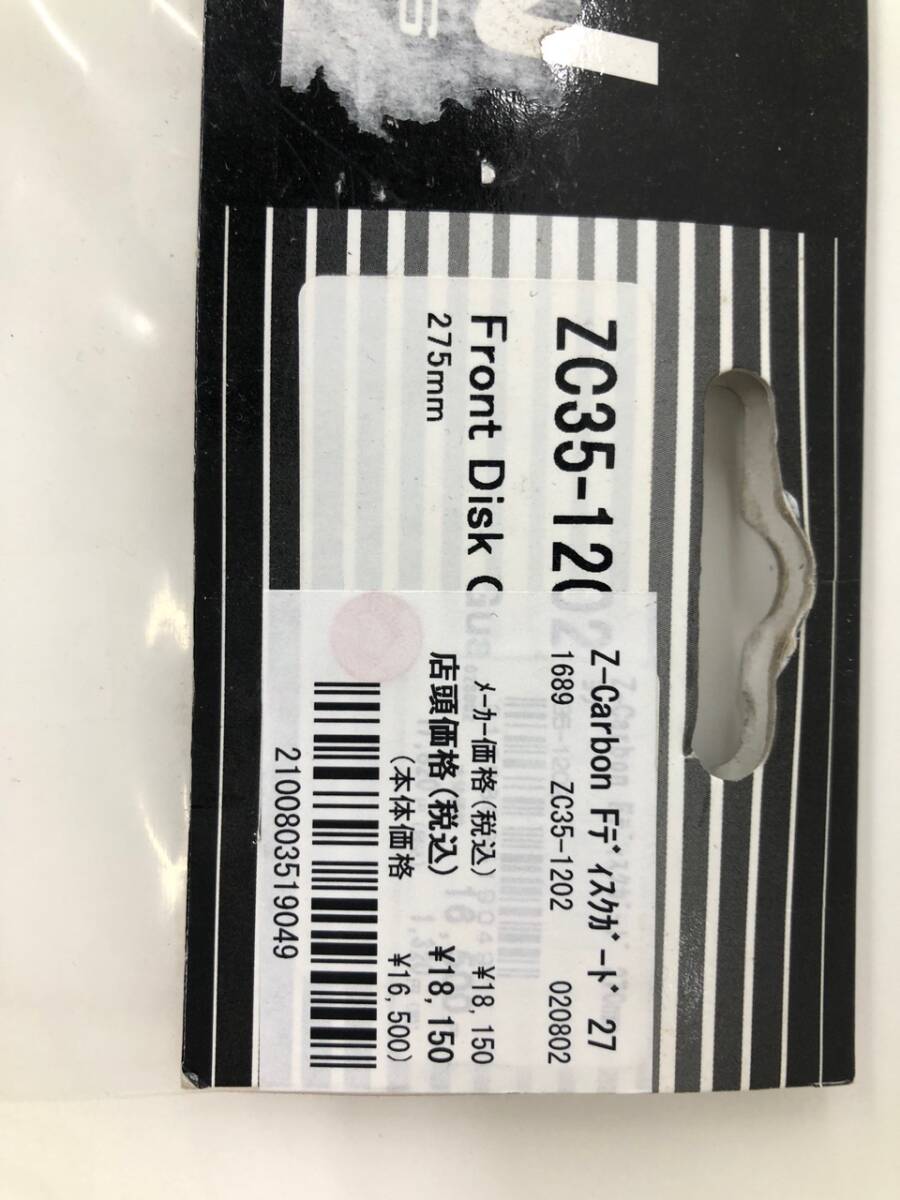 ZC35-1202
Front Disk Gua
275mm
Z-Carbon Fﾃﾞｨｽｸｶﾞｰﾄﾞ 27
1689 ZC35-1202 020802
ﾒｰｶｰ価格(税込) ¥18,150
店頭価格(税込) ¥18,150
(本体価格 ¥16,500)
2100803519049